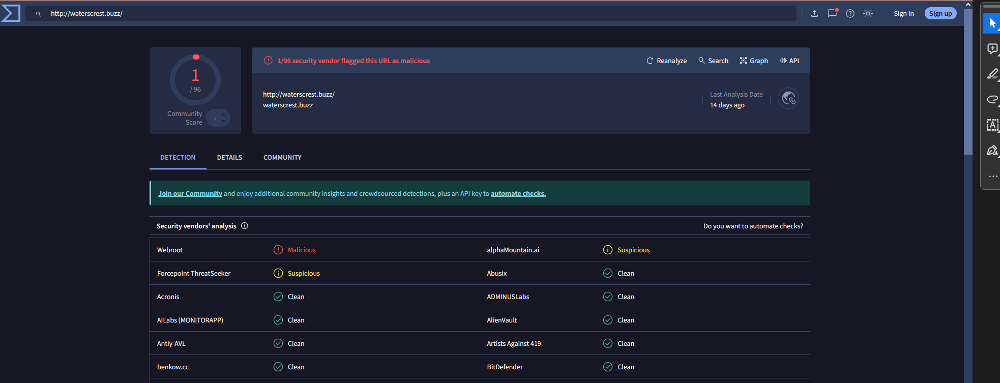 http://waterscrest.buzz/
Sign in
Sign up
1
/ 96
Community
Score
1/96 security vendor flagged this URL as malicious
Reanalyze
Search
Graph
API
http://waterscrest.buzz/
waterscrest.buzz
Last Analysis Date
14 days ago
DETECTION
DETAILS
COMMUNITY
Join our Community and enjoy additional community insights and crowdsourced detections, plus an API key to automate checks.
Security vendors' analysis
Do you want to automate checks?
Webroot
Malicious
alphaMountain.ai
Suspicious
Forcepoint ThreatSeeker
Suspicious
Abusix
Clean
Acronis
Clean
ADMINUSLabs
Clean
AILabs (MONITORAPP)
Clean
AlienVault
Clean
Antiy-AVL
Clean
Artists Against 419
Clean
benkow.cc
Clean
BitDefender
Clean